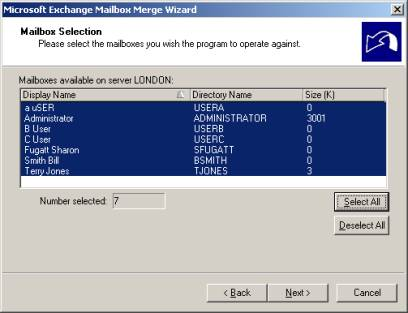 Microsoft Exchange Mailbox Merge Wizard
Mailbox Selection
Please select the mailboxes you wish the program to operate against.
Mailboxes available on server LONDON:
Display Name Directory Name Size (K)
a uSER USERA 0
Administrator ADMINISTRATOR 3001
B User USERB 0
C User USERC 0
Fugatt Sharon SFUGATT 0
Smith Bill BSMITH 0
Terry Jones TJONES 3
Number selected: 7
Select All
Deselect All
< Back Next > Cancel